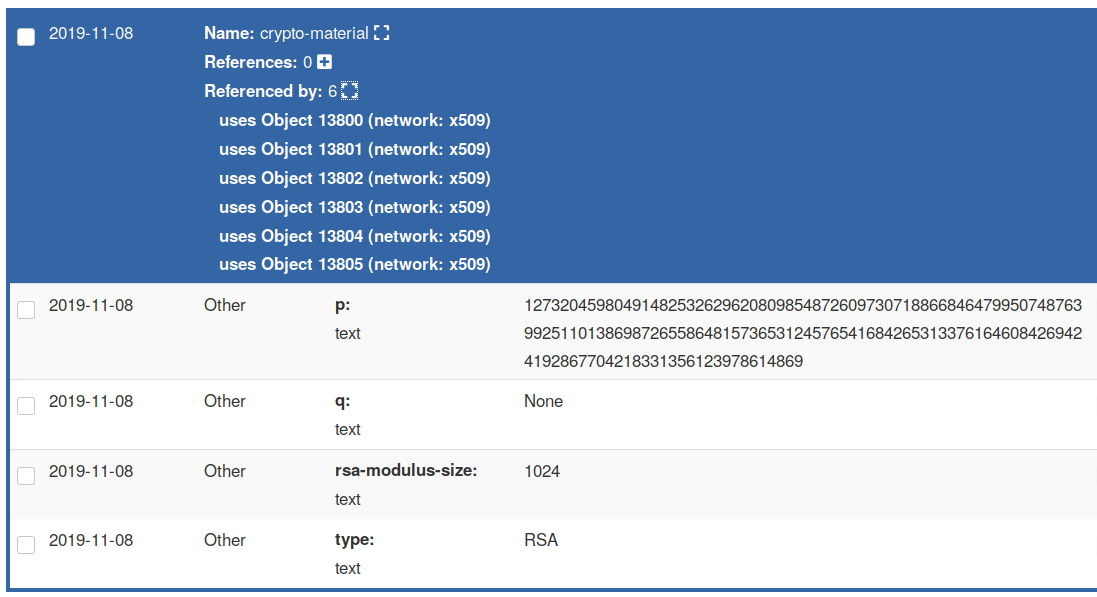 2019-11-08 Name: crypto-material
References: 0
Referenced by: 6
uses Object 13800 (network: x509)
uses Object 13801 (network: x509)
uses Object 13802 (network: x509)
uses Object 13803 (network: x509)
uses Object 13804 (network: x509)
uses Object 13805 (network: x509)
2019-11-08 Other p: 12732045980491482532629620809854872609730718866846479950748763
text 99251101386987265586481573653124576541684265313376164608426942
4192867704218331356123978614869
2019-11-08 Other q: None
text
2019-11-08 Other rsa-modulus-size: 1024
text
2019-11-08 Other type: RSA
text